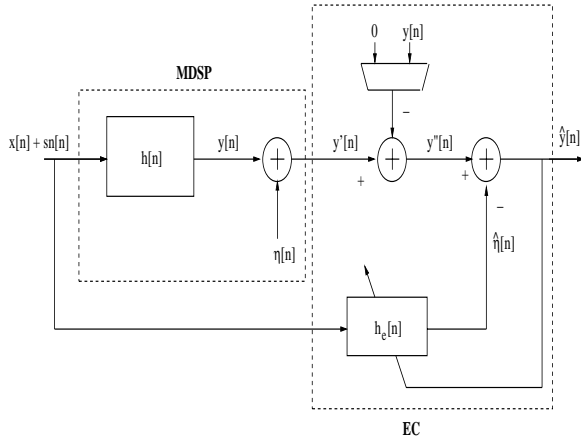 0 y[n]
MDSP
x[n] + sn[n]
h[n]
y[n]
+
η[n]
y'[n]
+
−
+
y''[n]
+
+
−
ŷ[n]
η̂[n]
h_e[n]
EC